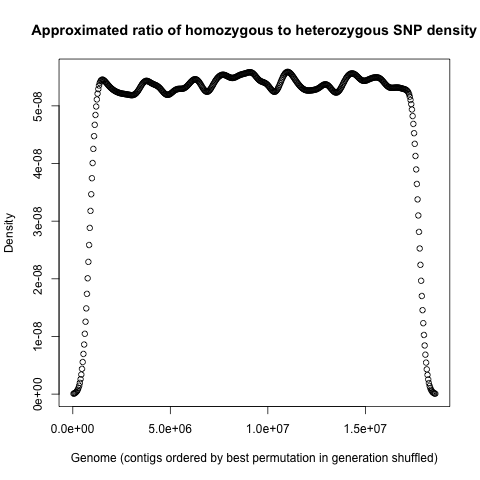 Approximated ratio of homozygous to heterozygous SNP density
Density
5e-08
4e-08
3e-08
2e-08
1e-08
0e+00
0.0e+00 5.0e+06 1.0e+07 1.5e+07
Genome (contigs ordered by best permutation in generation shuffled)